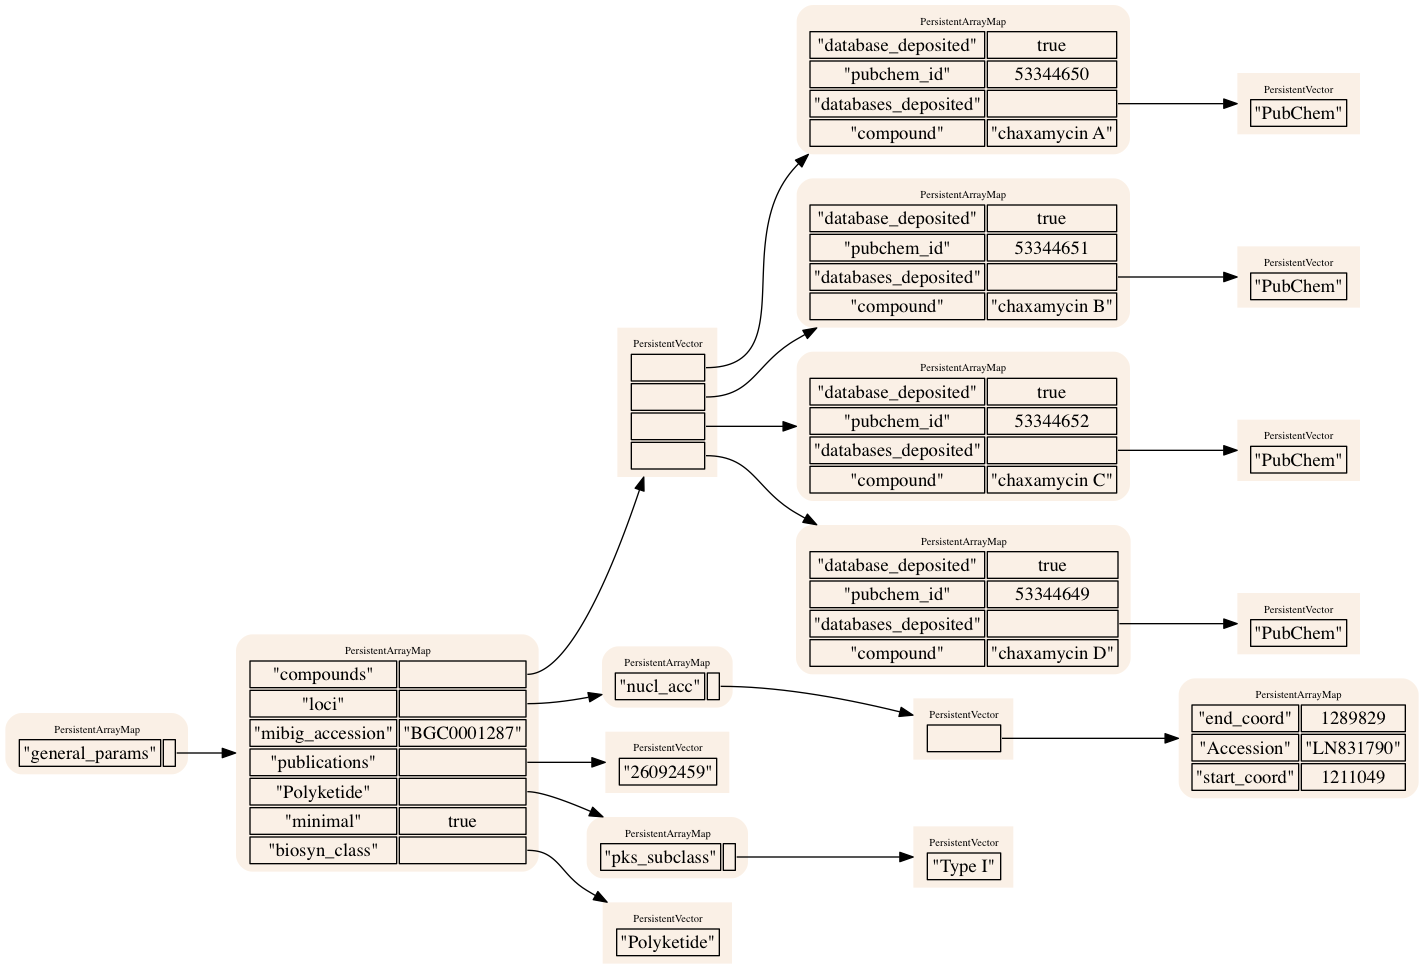 PersistentArrayMap
"database_deposited" true
"pubchem_id" 53344650
"databases_deposited"
"compound" "chaxamycin A"
PersistentVector
"PubChem"
PersistentArrayMap
"database_deposited" true
"pubchem_id" 53344651
"databases_deposited"
"compound" "chaxamycin B"
PersistentVector
"PubChem"
PersistentVector
PersistentArrayMap
"database_deposited" true
"pubchem_id" 53344652
"databases_deposited"
"compound" "chaxamycin C"
PersistentVector
"PubChem"
PersistentArrayMap
"database_deposited" true
"pubchem_id" 53344649
"databases_deposited"
"compound" "chaxamycin D"
PersistentVector
"PubChem"
PersistentArrayMap
"general_params"
PersistentArrayMap
"compounds"
"loci"
"mibig_accession" "BGC0001287"
"publications"
"Polyketide"
"minimal" true
"biosyn_class"
PersistentArrayMap
"nucl_acc"
PersistentVector
PersistentArrayMap
"end_coord" 1289829
"Accession" "LN831790"
"start_coord" 1211049
PersistentVector
"26092459"
PersistentArrayMap
"pks_subclass"
PersistentVector
"Type I"
PersistentVector
"Polyketide"